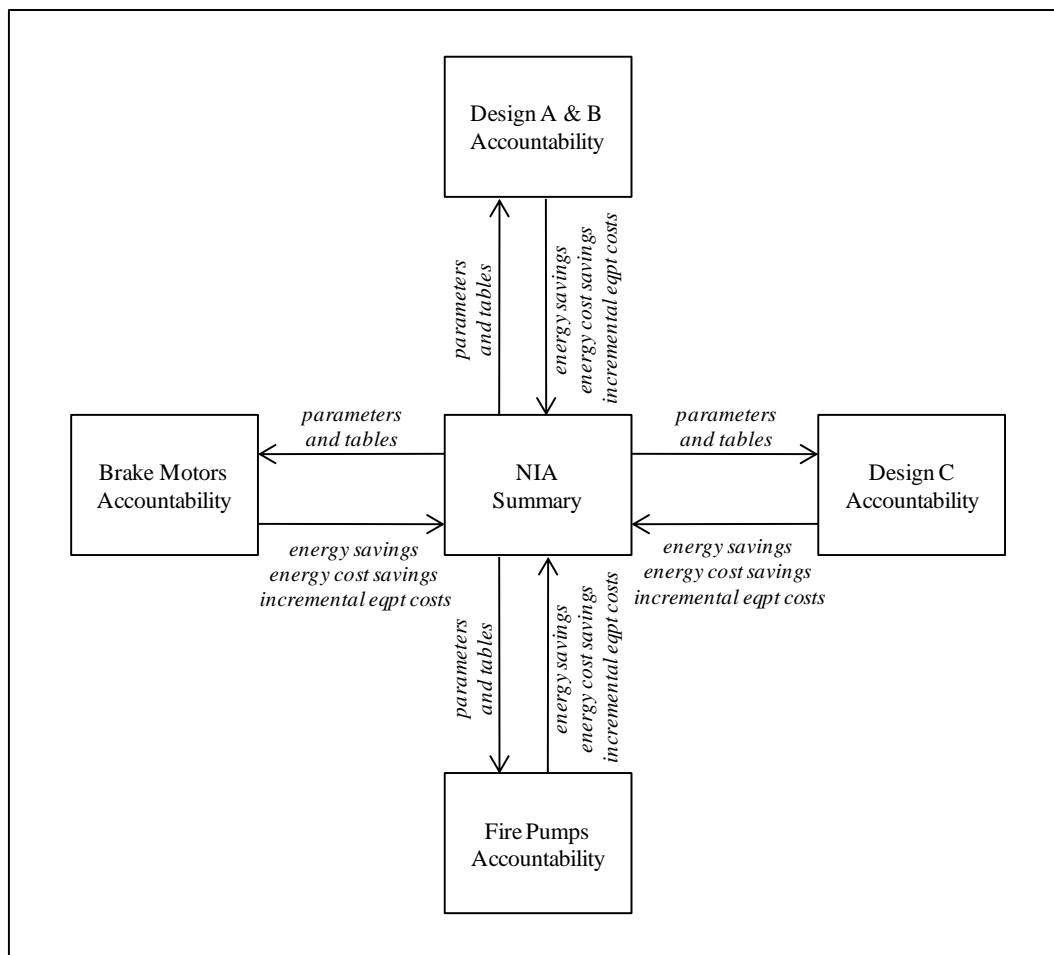 Design A & B
Accountability
parameters
and tables
energy savings
energy cost savings
incremental eqpt costs
parameters
and tables
parameters
and tables
Brake Motors
Accountability
NIA
Summary
Design C
Accountability
energy savings
energy cost savings
incremental eqpt costs
energy savings
energy cost savings
incremental eqpt costs
parameters
and tables
energy savings
energy cost savings
incremental eqpt costs
Fire Pumps
Accountability